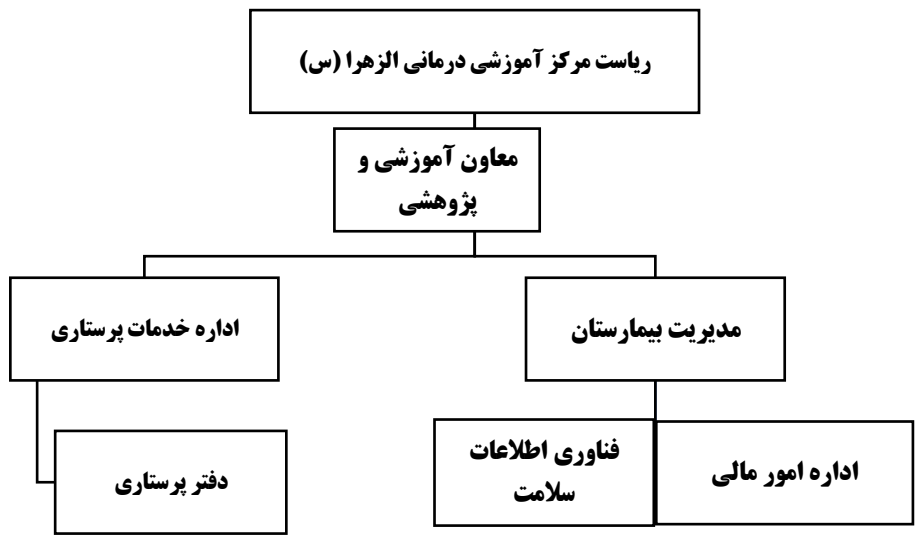 ریاست مرکز آموزشی درمانی الزهرا (س)
معاون آموزشی و
پژوهشی
مدیریت بیمارستان
اداره خدمات پرستاری
اداره امور مالی
فناوری اطلاعات
سلامت
دفتر پرستاری